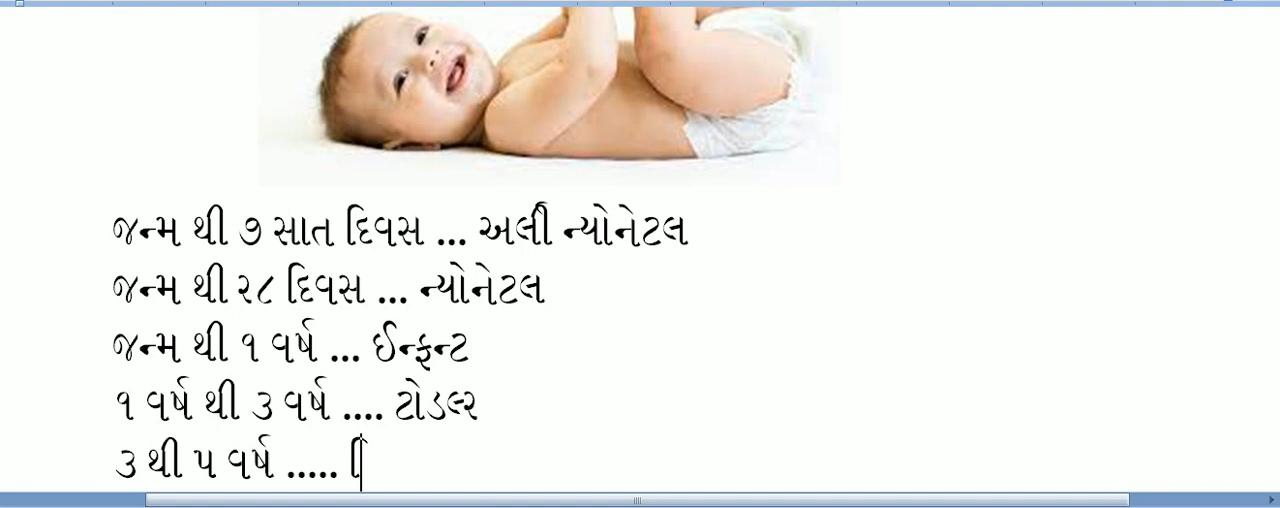 જન્મ થી ૭ સાત દિવસ ... અર્લી ન્યોનેટલ
જન્મ થી ૨૮ દિવસ ... ન્યોનેટલ
જન્મ થી ૧ વર્ષ ... ઈન્ફન્ટ
૧ વર્ષ થી ૩ વર્ષ .... ટોડલ્ર
૩ થી ૫ વર્ષ ..... િ